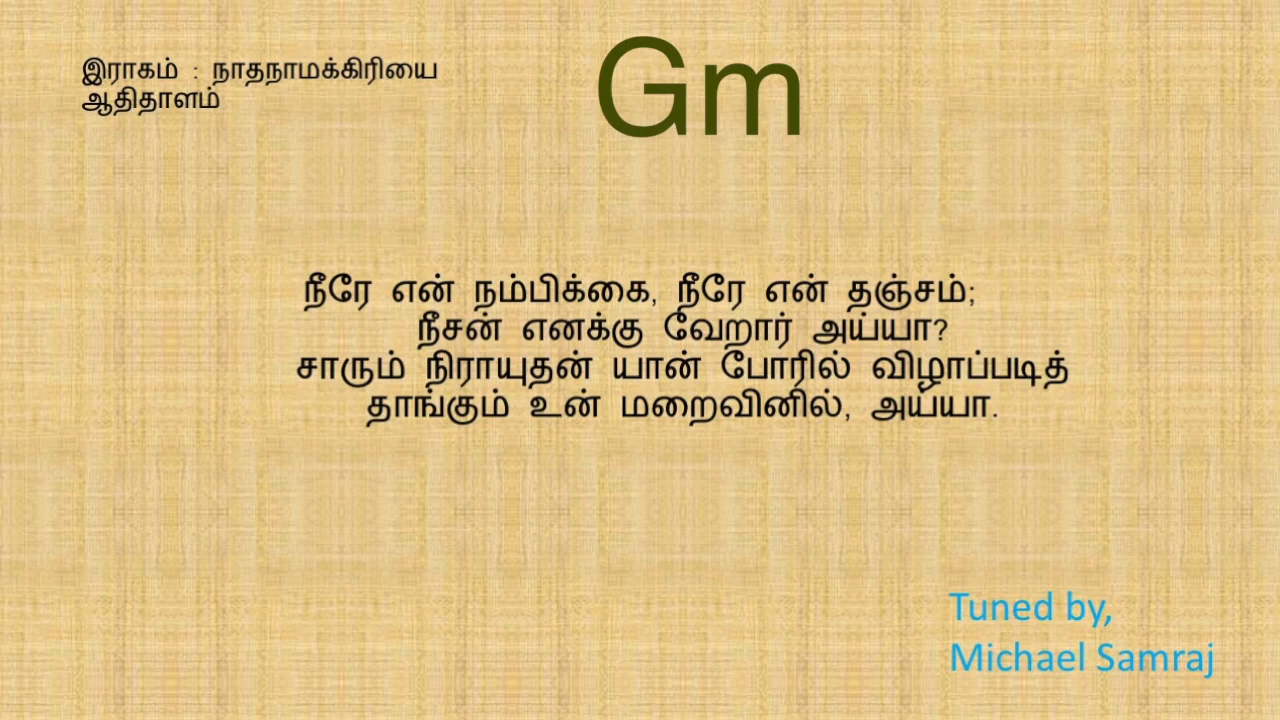 இராகம் : நாதநாமக்கிரியை
ஆதிதாளம்
Gm
நீரே என் நம்பிக்கை, நீரே என் தஞ்சம்;
நீசன் எனக்கு வேறார் அய்யா?
சாரும் நிராயுதன் யான் போரில் விழாப்படித்
தாங்கும் உன் மறைவினில், அய்யா.
Tuned by,
Michael Samraj